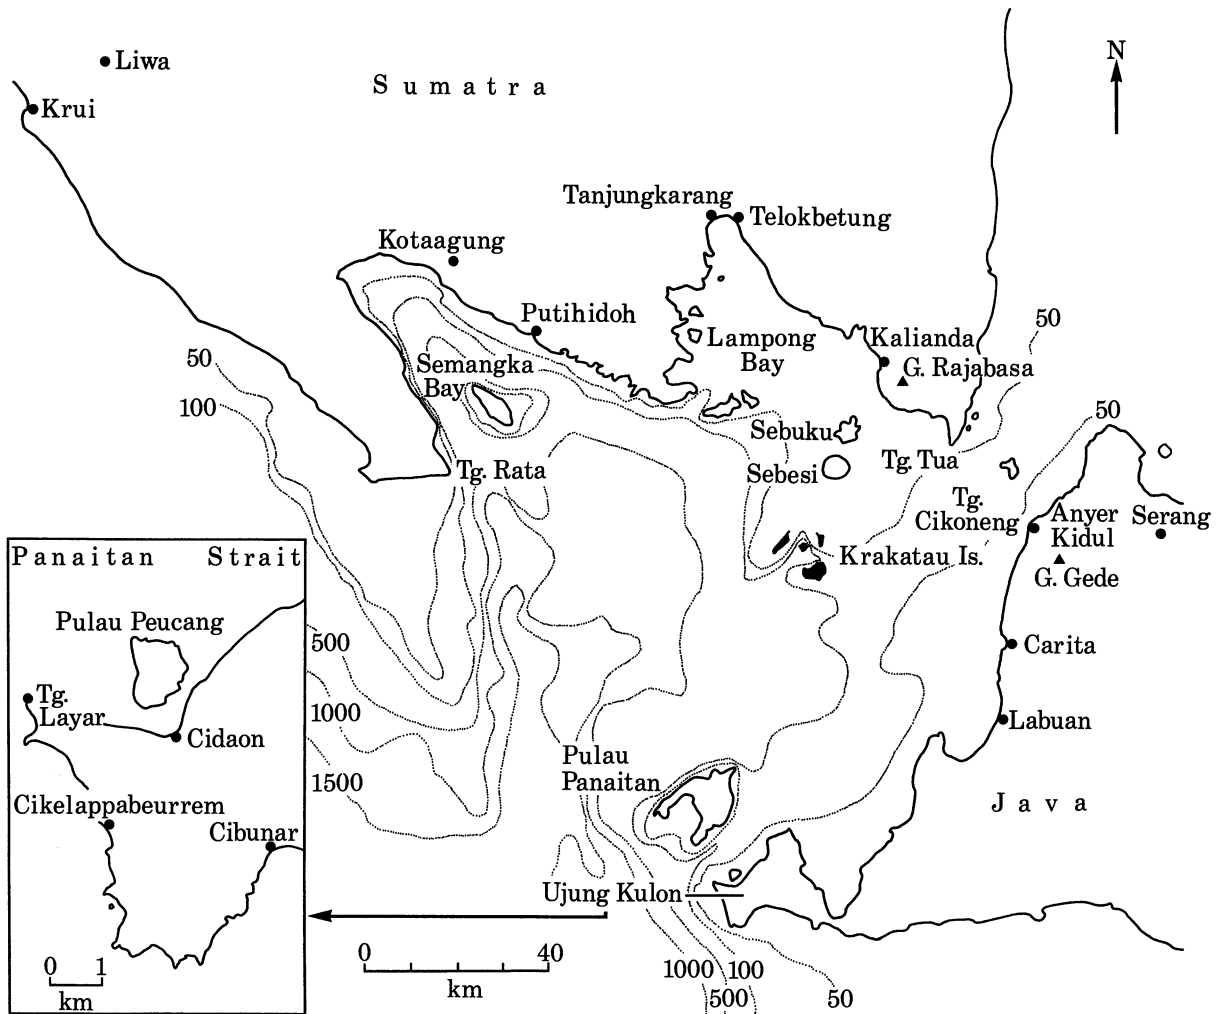 Liwa
Krui
Sumatra
N
Tanjungkarang
Telokbetung
Kotaagung
Putihidoh
Lampong
Bay
Kalianda
G. Rajabasa
50
50
100
Semangka
Bay
50
Sebuku
Sebesi
Tg. Rata
Tg. Tua
Tg.
Cikoneng
Anyer
Kidul
Serang
Krakatau Is.
G. Gede
Carita
Labuan
Java
500
1000
1500
Pulau
Panaitan
Ujung Kulon
Panaitan Strait
Pulau Peucang
Tg.
Layar
Cidaon
Cikelappabeurrem
Cibunar
0 1
km
0 40
km
1000 100
500 50